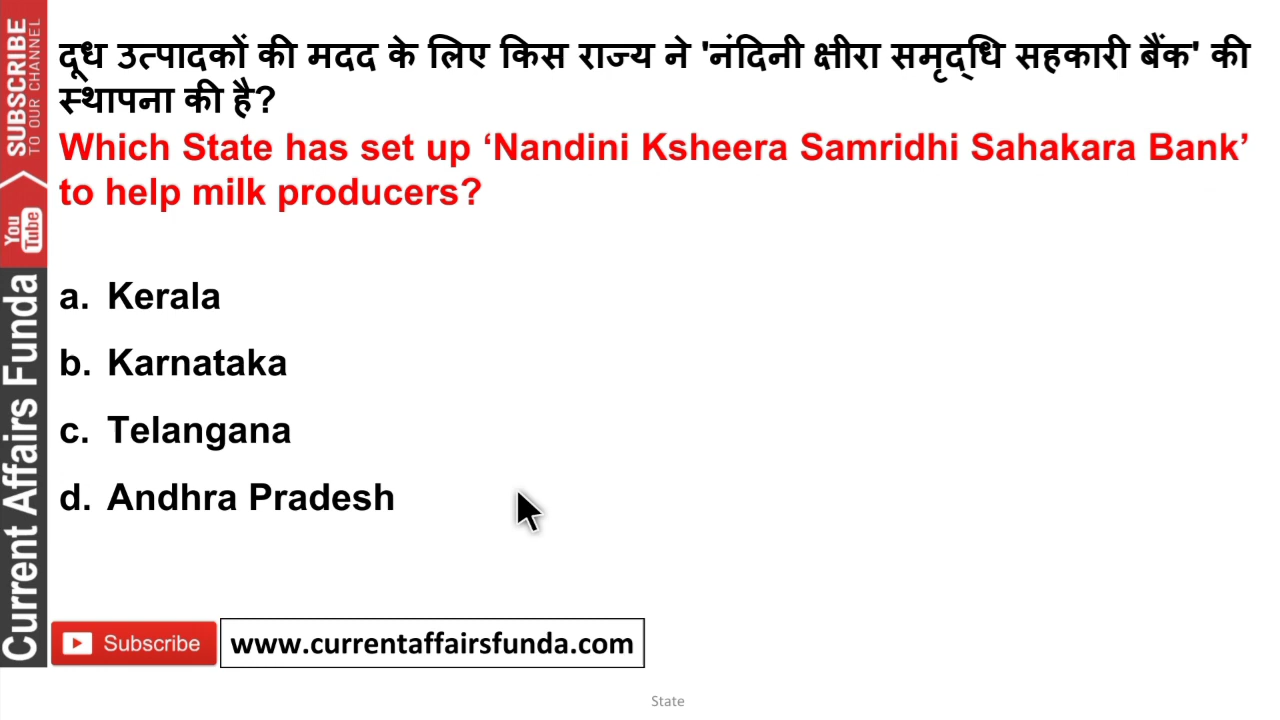 SUBSCRIBE
TO OUR CHANNEL
You
Tube
Current Affairs Funda
दूध उत्पादकों की मदद के लिए किस राज्य ने 'नंदिनी क्षीरा समृद्धि सहकारी बैंक' की
स्थापना की है?
Which State has set up ‘Nandini Ksheera Samridhi Sahakara Bank’
to help milk producers?
a. Kerala
b. Karnataka
c. Telangana
d. Andhra Pradesh
Subscribe
www.currentaffairsfunda.com
State